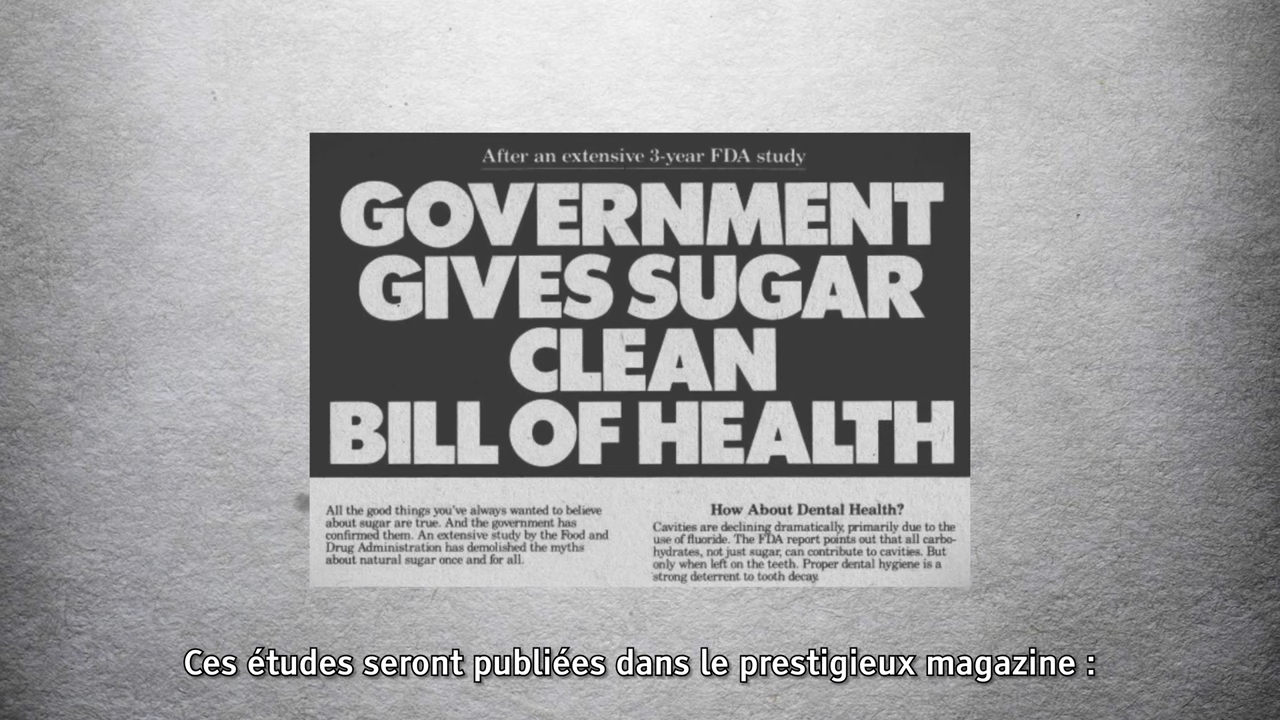 After an extensive 3-year FDA study
GOVERNMENT
GIVES SUGAR
CLEAN
BILL OF HEALTH
All the good things you've always wanted to believe
about sugar are true. And the government has
confirmed them. An extensive study by the Food and
Drug Administration has demolished the myths
about natural sugar once and for all.
How About Dental Health?
Cavities are declining dramatically, primarily due to the
use of fluoride. The FDA report points out that all carbo-
hydrates, not just sugar, can contribute to cavities. But
only when left on the teeth. Proper dental hygiene is a
strong deterrent to tooth decay.
Ces études seront publiées dans le prestigieux magazine :